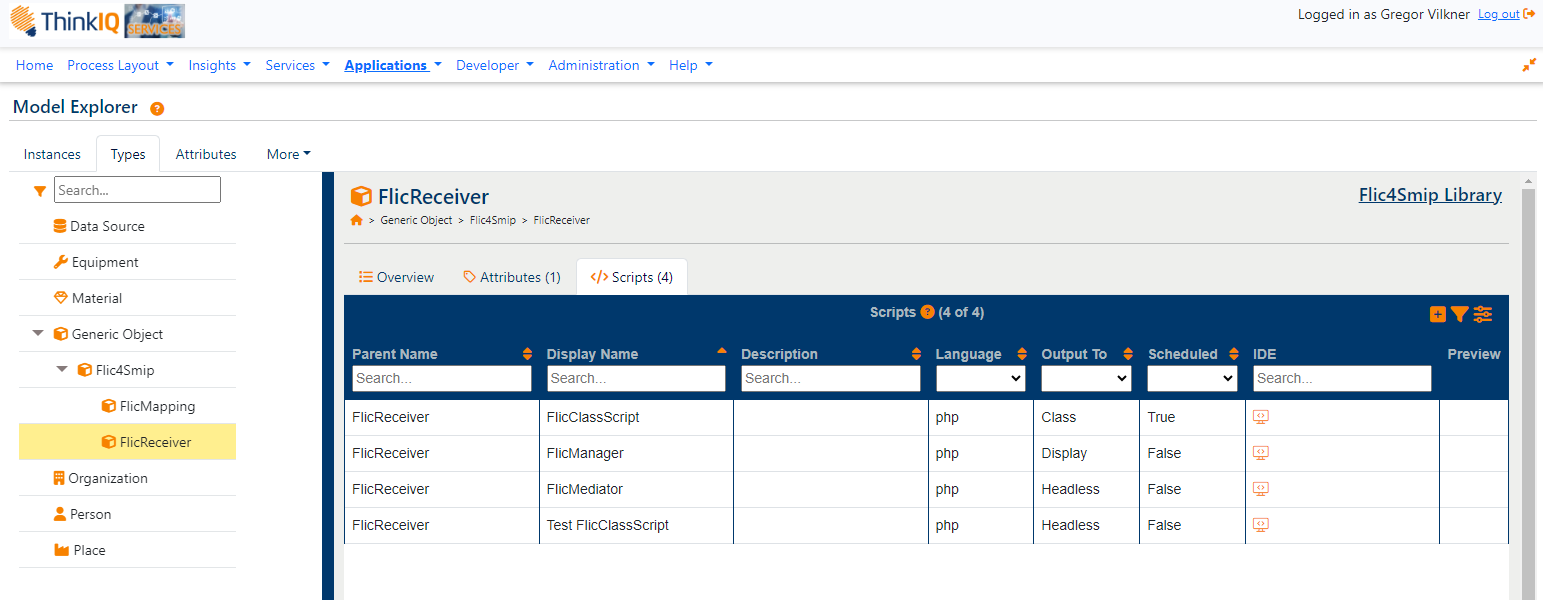 ThinkIQ SERVICES
Logged in as Gregor Vilkner Log out
Home Process Layout Insights Services Applications Developer Administration Help
Model Explorer ?
Instances Types Attributes More
Search...
Data Source
Equipment
Material
Generic Object
Flic4Smip
FlicMapping
FlicReceiver
Organization
Person
Place
FlicReceiver
Flic4Smip Library
> Generic Object > Flic4Smip > FlicReceiver
Overview Attributes (1) Scripts (4)
Scripts ? (4 of 4)
Parent Name Display Name Description Language Output To Scheduled IDE Preview
Search... Search... Search... Search...
FlicReceiver FlicClassScript php Class True
FlicReceiver FlicManager php Display False
FlicReceiver FlicMediator php Headless False
FlicReceiver Test FlicClassScript php Headless False